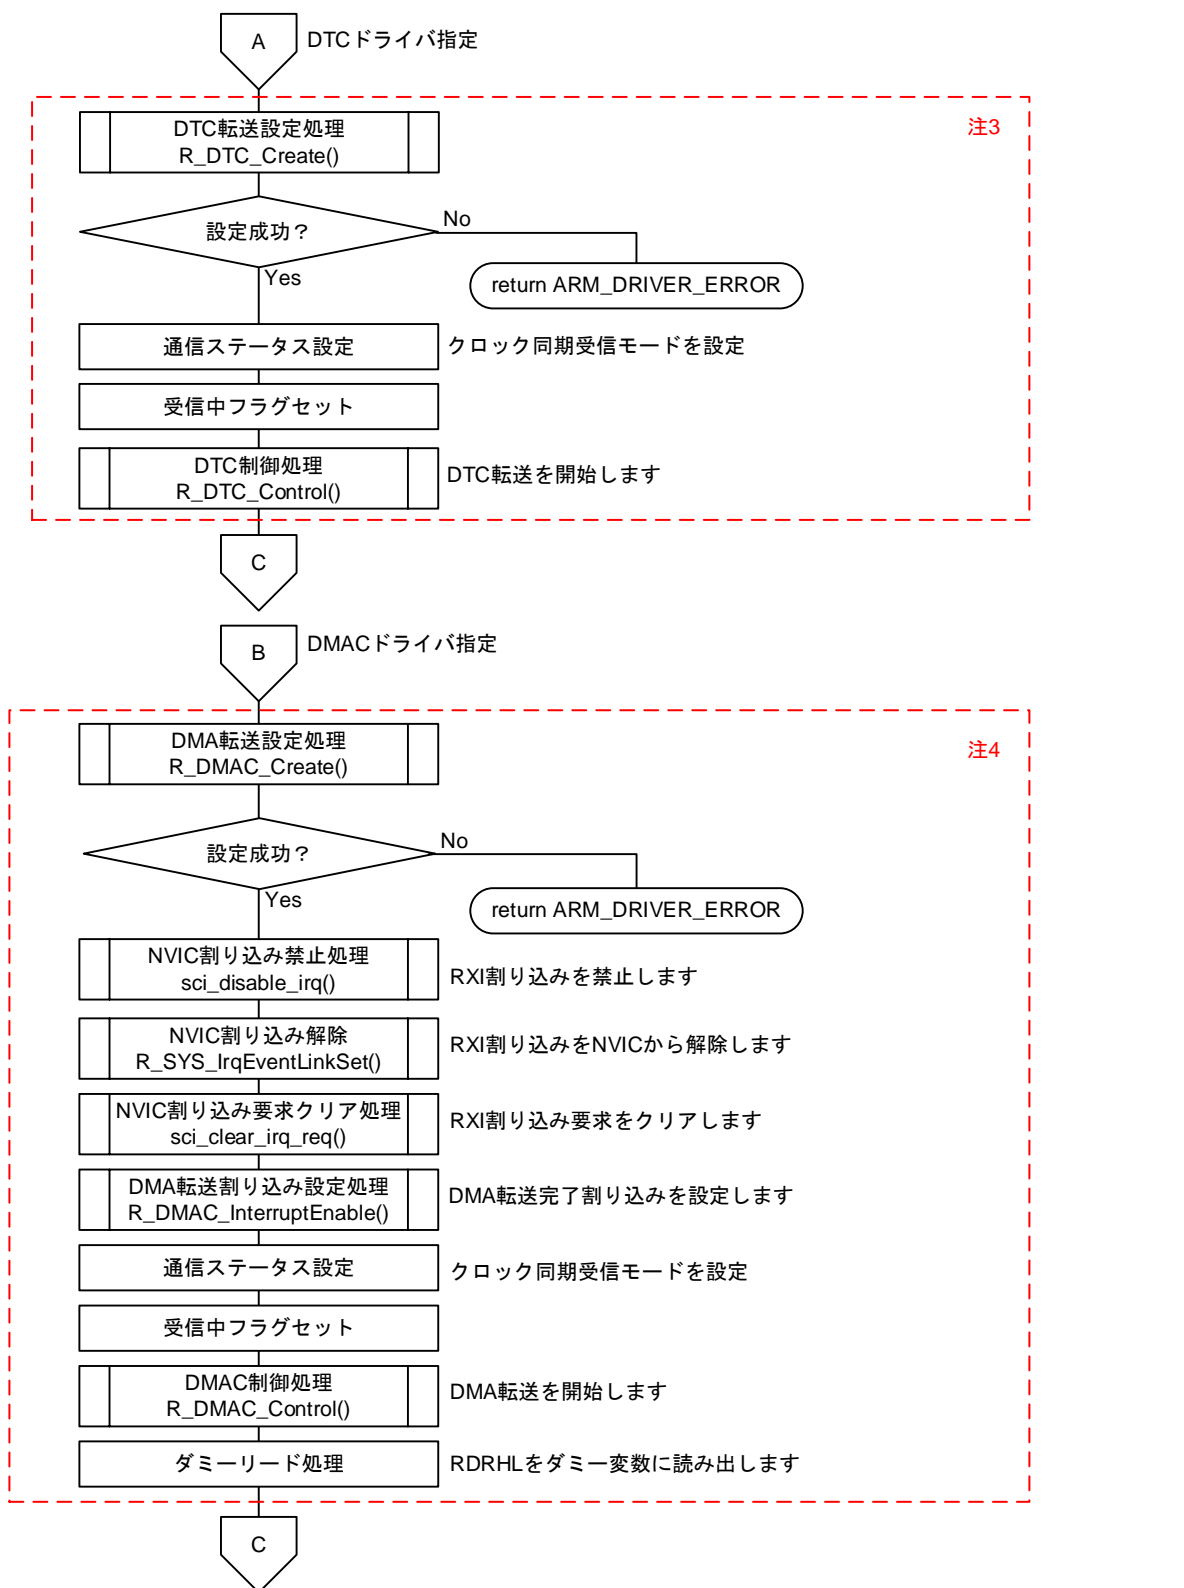 A
DTCドライバ指定
注3
DTC転送設定処理
R_DTC_Create()
設定成功？
No
Yes
return ARM_DRIVER_ERROR
通信ステータス設定
クロック同期受信モードを設定
受信中フラグセット
DTC制御処理
R_DTC_Control()
DTC転送を開始します
C
B
DMACドライバ指定
注4
DMA転送設定処理
R_DMAC_Create()
設定成功？
No
Yes
return ARM_DRIVER_ERROR
NVIC割り込み禁止処理
sci_disable_irq()
RXI割り込みを禁止します
NVIC割り込み解除
R_SYS_IrqEventLinkSet()
RXI割り込みをNVICから解除します
NVIC割り込み要求クリア処理
sci_clear_irq_req()
RXI割り込み要求をクリアします
DMA転送割り込み設定処理
R_DMAC_InterruptEnable()
DMA転送完了割り込みを設定します
通信ステータス設定
クロック同期受信モードを設定
受信中フラグセット
DMAC制御処理
R_DMAC_Control()
DMA転送を開始します
ダミーリード処理
RDRHLをダミー変数に読み出します
C